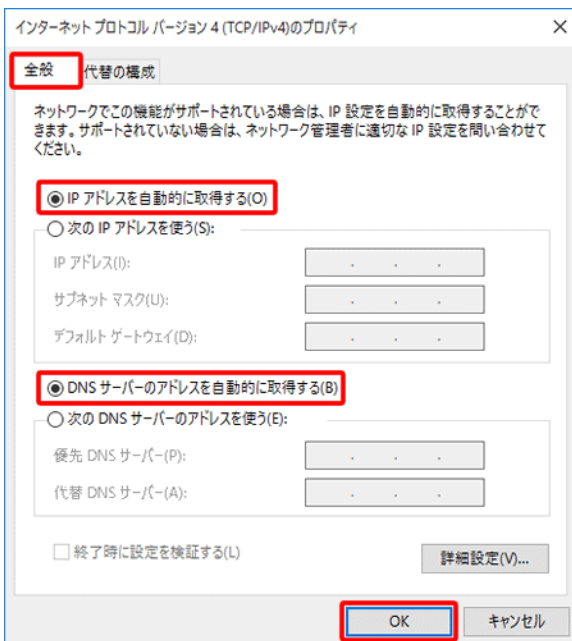 インターネット プロトコル バージョン 4 (TCP/IPv4)のプロパティ
全般
代替の構成
ネットワークでこの機能がサポートされている場合は、IP 設定を自動的に取得することがで
きます。サポートされていない場合は、ネットワーク管理者に適切な IP 設定を問い合わせて
ください。
IP アドレスを自動的に取得する(O)
次の IP アドレスを使う(S):
IP アドレス(I):
サブネット マスク(U):
デフォルト ゲートウェイ(D):
DNS サーバーのアドレスを自動的に取得する(B)
次の DNS サーバーのアドレスを使う(E):
優先 DNS サーバー(P):
代替 DNS サーバー(A):
終了時に設定を検証する(L)
詳細設定(V)...
OK
キャンセル